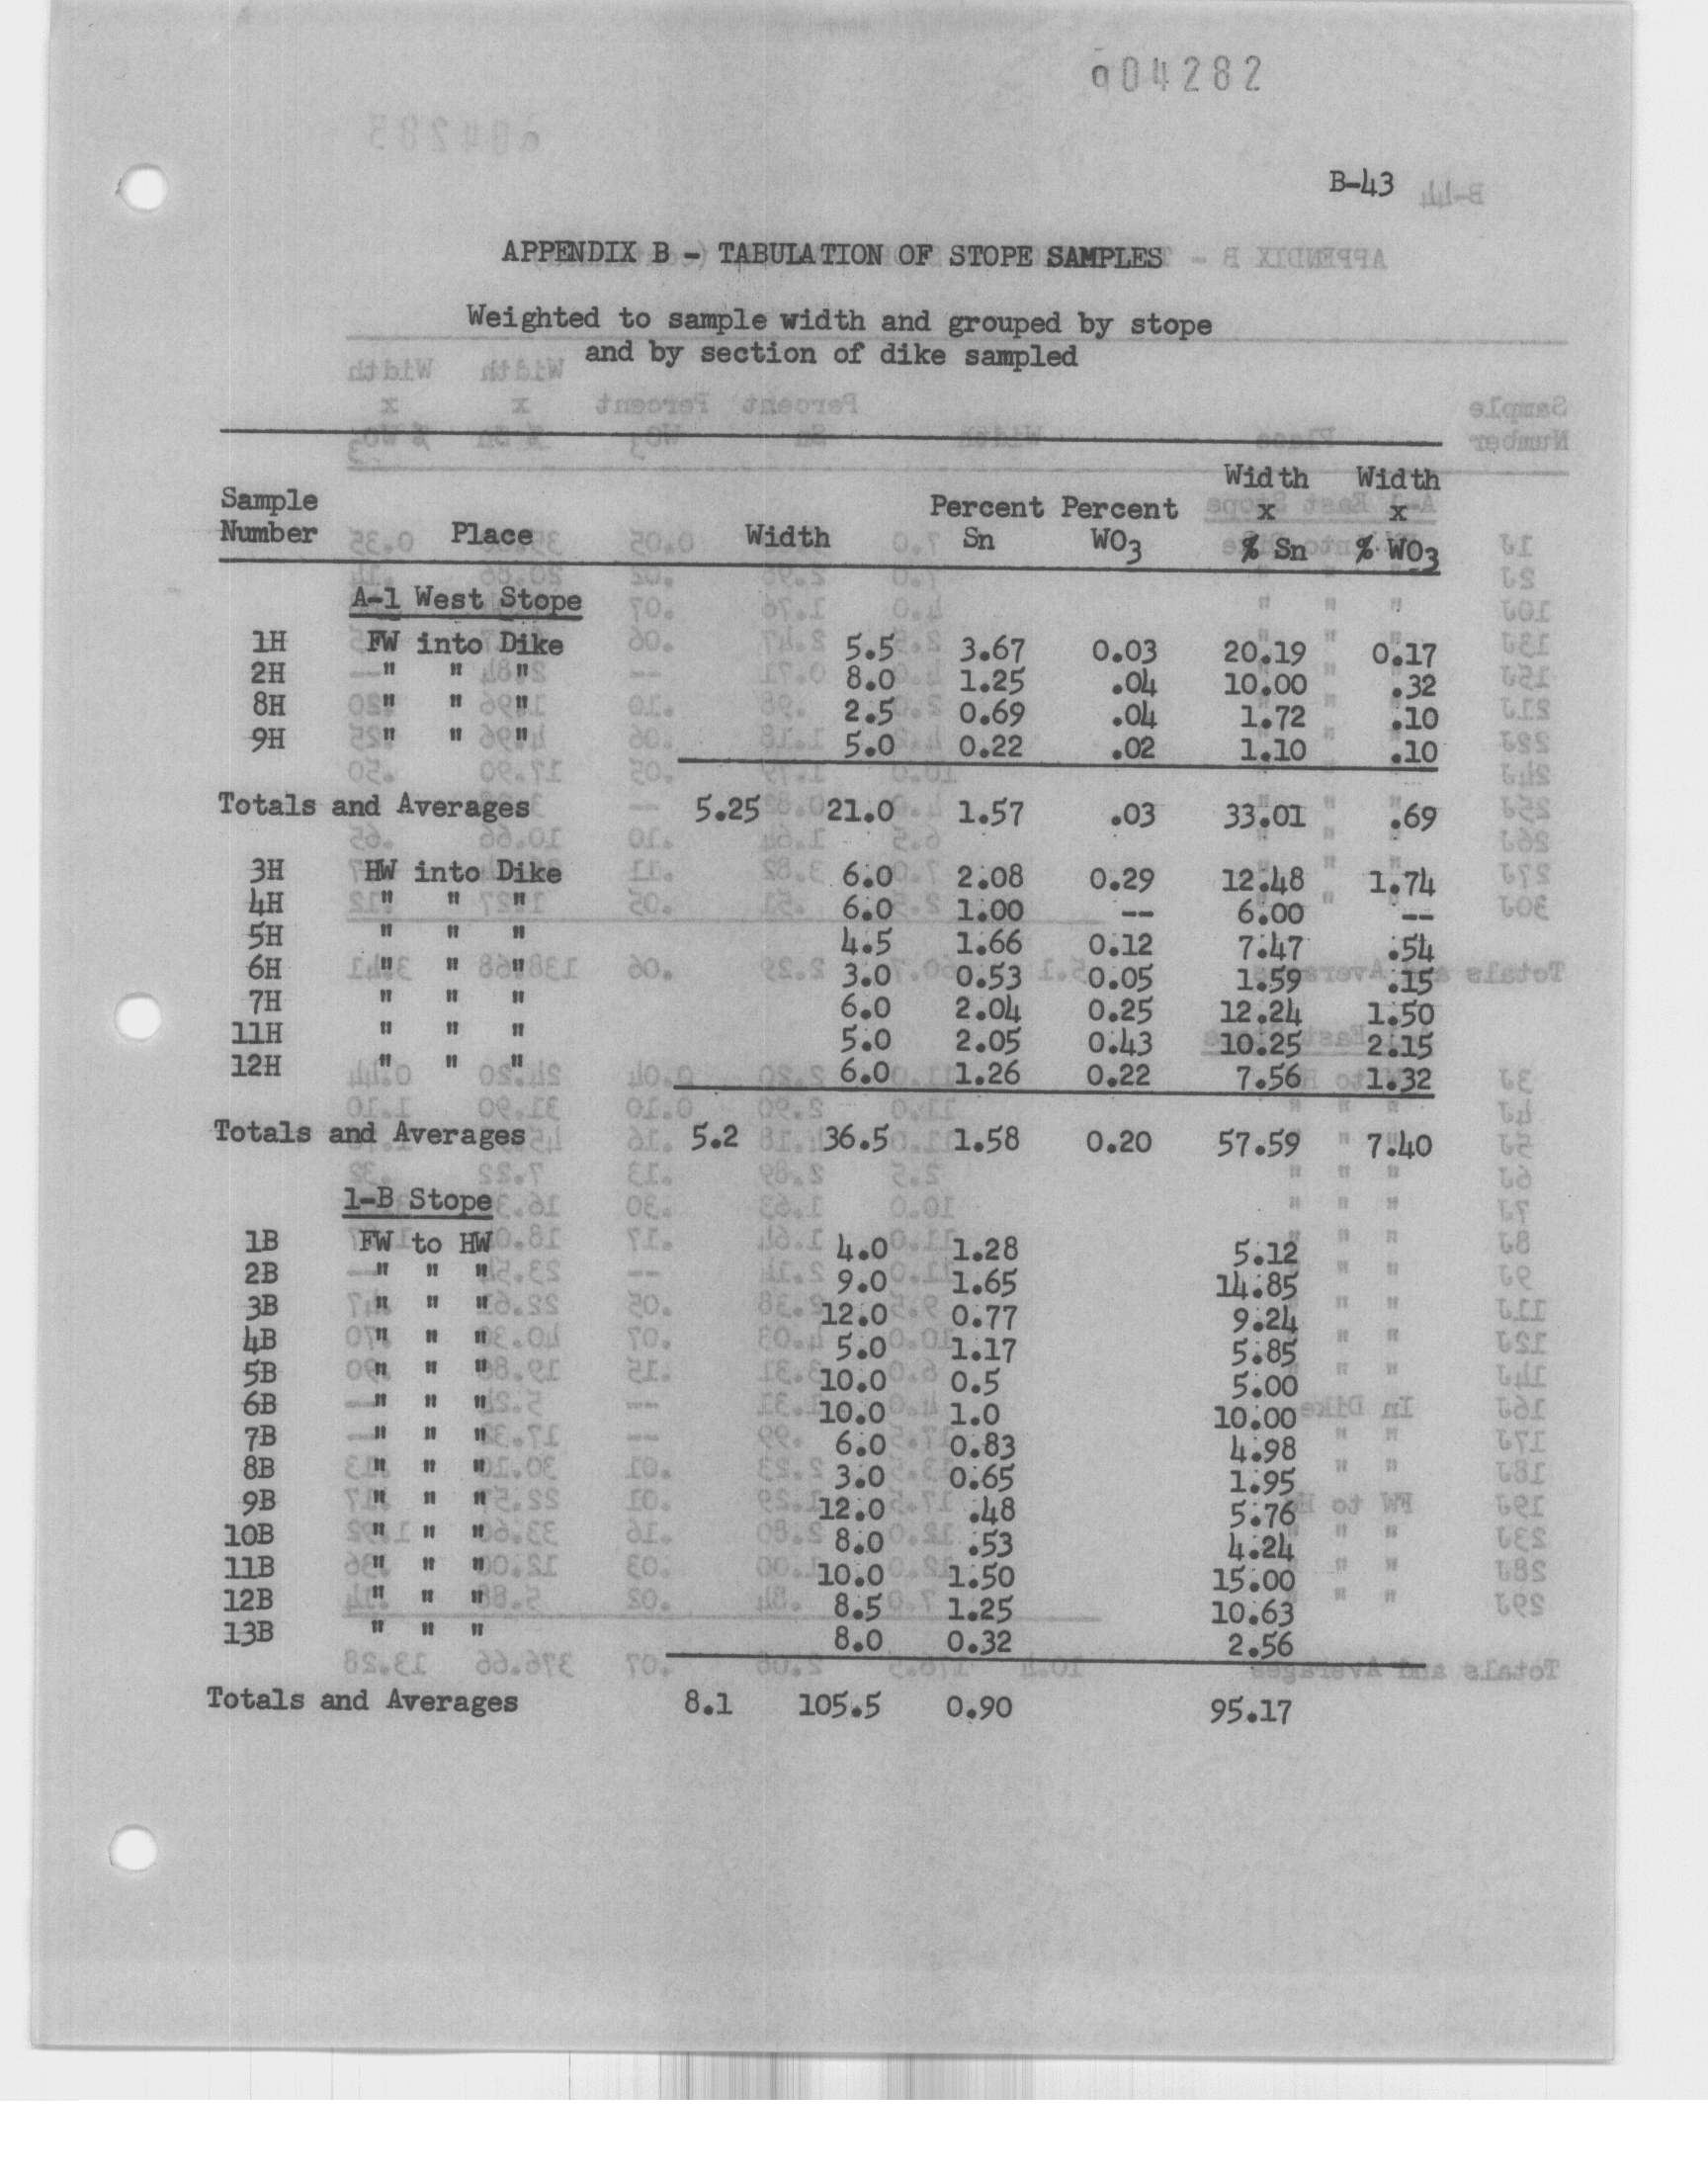 004282
B-43
APPENDIX B - TABULATION OF STOPE SAMPLES
Weighted to sample width and grouped by stope
and by section of dike sampled
Sample Number Place Width Percent Sn Percent WO3 Width x % Sn Width x % WO3
A-1 West Stope
1H FW into Dike 5.5 3.67 0.03 20.19 0.17
2H " " " 8.0 1.25 .04 10.00 .32
8H " " " 2.5 0.69 .04 1.72 .10
9H " " " 5.0 0.22 .02 1.10 .10
Totals and Averages 5.25 21.0 1.57 .03 33.01 .69
3H HW into Dike 6.0 2.08 0.29 12.48 1.74
4H " " " 6.0 1.00 -- 6.00 --
5H " " " 4.5 1.66 0.12 7.47 .54
6H " " " 3.0 0.53 0.05 1.59 .15
7H " " " 6.0 2.04 0.25 12.24 1.50
11H " " " 5.0 2.05 0.43 10.25 2.15
12H " " " 6.0 1.26 0.22 7.56 1.32
Totals and Averages 5.2 36.5 1.58 0.20 57.59 7.40
1-B Stope
1B FW to HW 4.0 1.28 5.12
2B " " " 9.0 1.65 14.85
3B " " " 12.0 0.77 9.24
4B " " " 5.0 1.17 5.85
5B " " " 10.0 0.5 5.00
6B " " " 10.0 1.0 10.00
7B " " " 6.0 0.83 4.98
8B " " " 3.0 0.65 1.95
9B " " " 12.0 .48 5.76
10B " " " 8.0 .53 4.24
11B " " " 10.0 1.50 15.00
12B " " " 8.5 1.25 10.63
13B " " " 8.0 0.32 2.56
Totals and Averages 8.1 105.5 0.90 95.17